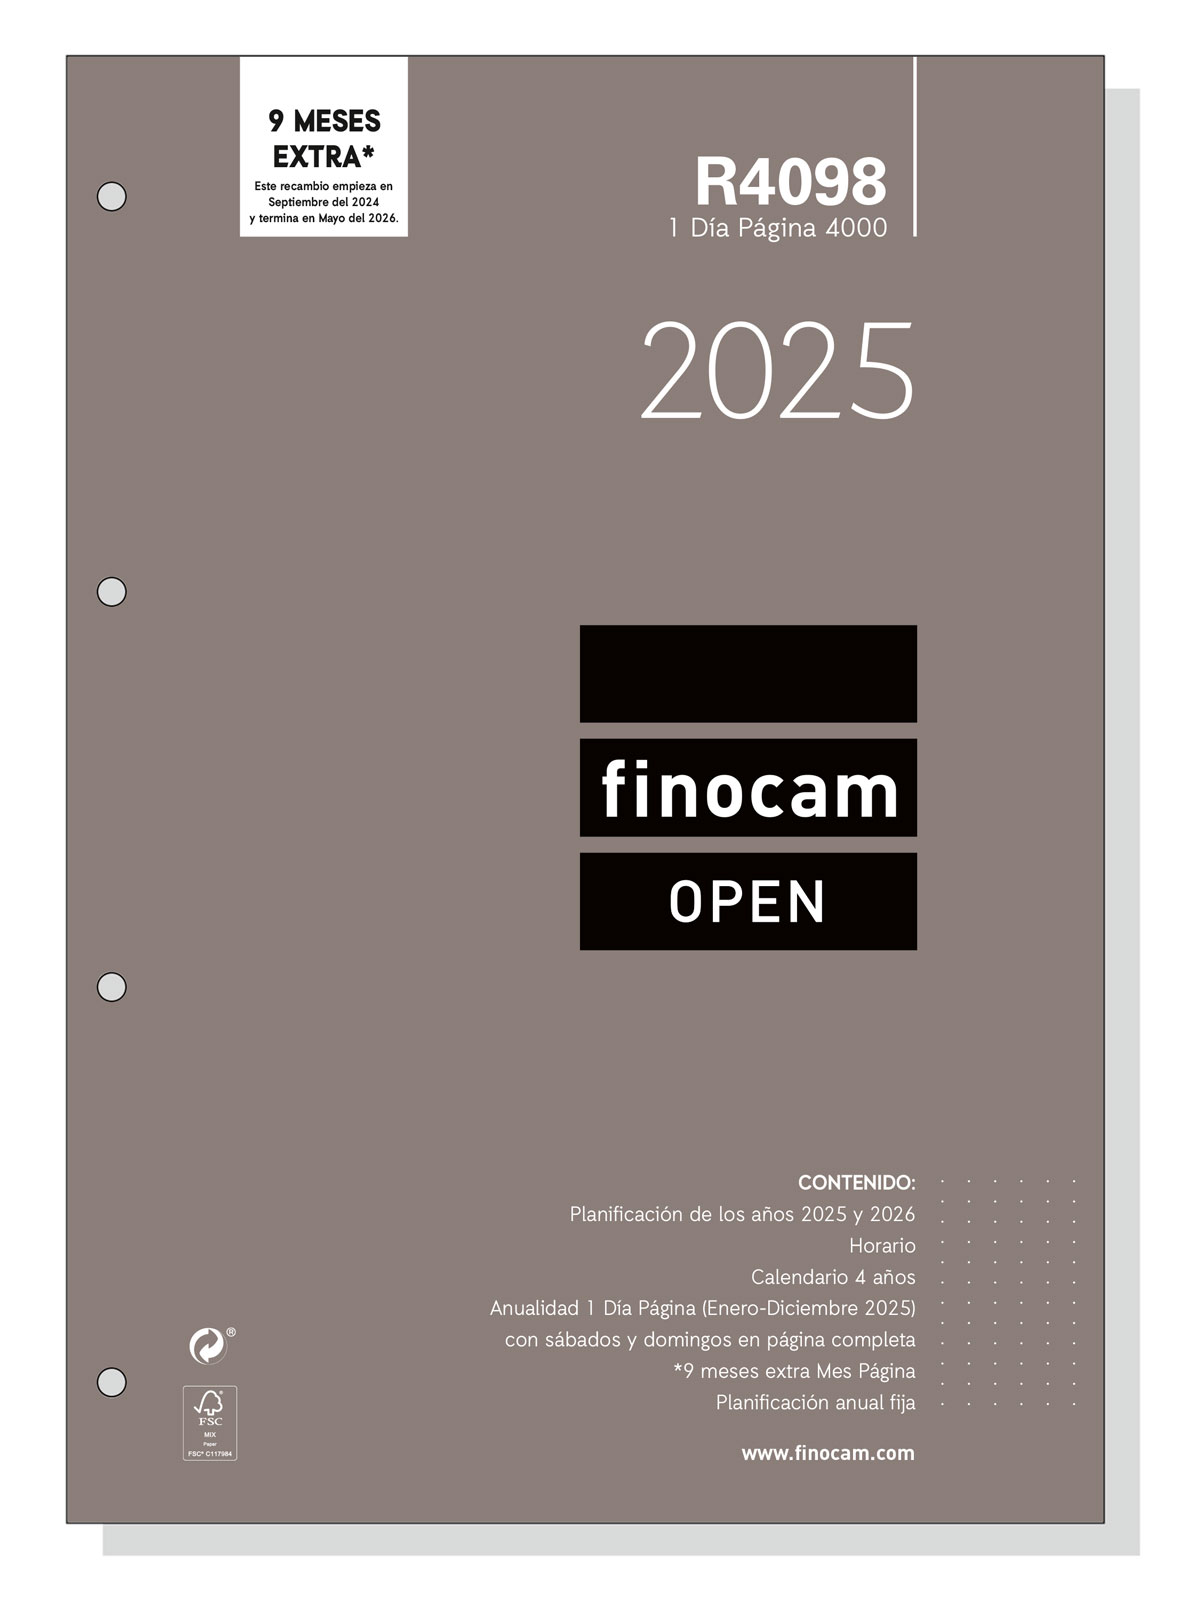 9 MESES
EXTRA*
Este recambio empieza en
Septiembre del 2024
y termina en Mayo del 2026.
R4098
1 Día Página 4000
2025
finocam
OPEN
CONTENIDO:
Planificación de los años 2025 y 2026
Horario
Calendario 4 años
Anualidad 1 Día Página (Enero-Diciembre 2025)
con sábados y domingos en página completa
*9 meses extra Mes Página
Planificación anual fija
www.finocam.com
®
FSC
MIX
Paper
FSC® C117984